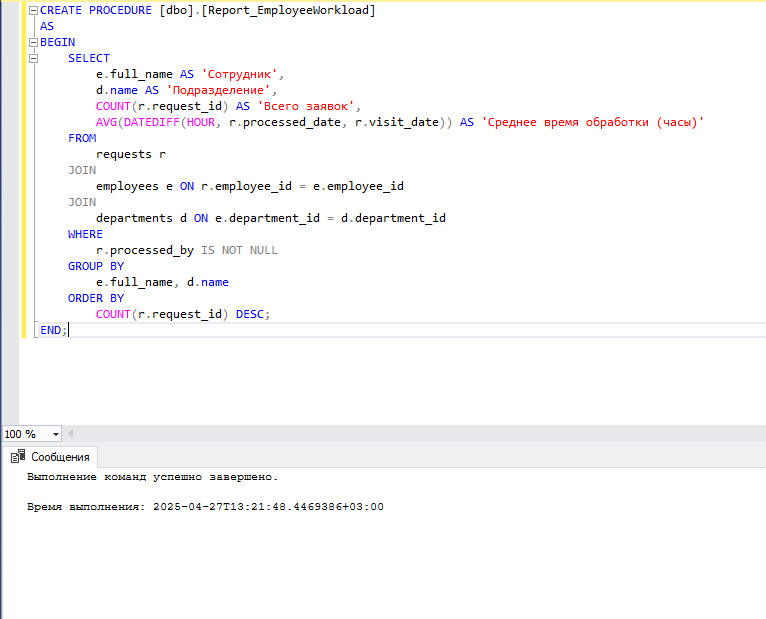 CREATE PROCEDURE [dbo].[Report_EmployeeWorkload]
AS
BEGIN
    SELECT
        e.full_name AS 'Сотрудник',
        d.name AS 'Подразделение',
        COUNT(r.request_id) AS 'Всего заявок',
        AVG(DATEDIFF(HOUR, r.processed_date, r.visit_date)) AS 'Среднее время обработки (часы)'
    FROM
        requests r
    JOIN
        employees e ON r.employee_id = e.employee_id
    JOIN
        departments d ON e.department_id = d.department_id
    WHERE
        r.processed_by IS NOT NULL
    GROUP BY
        e.full_name, d.name
    ORDER BY
        COUNT(r.request_id) DESC;
END;
100 %
Сообщения
Выполнение команд успешно завершено.
Время выполнения: 2025-04-27T13:21:48.4469386+03:00